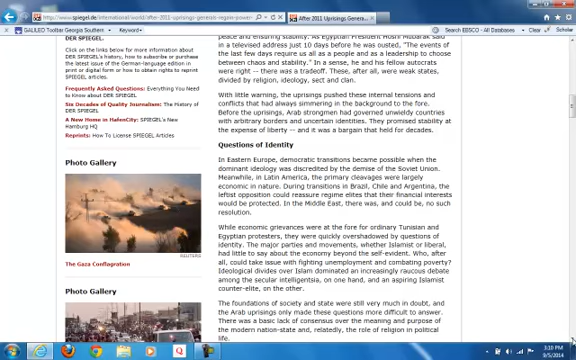 http://www.spiegel.de/international/world/after-2011-uprisings-generals-regain-power-
After 2011 Uprisings Gener...
GALILEO Toolbar Georgia Southern
Keyword
Search EBSCO - All Databases
Scholar
DER SPIEGEL.
Click on the links below for more information about
DER SPIEGEL's history, how to subscribe or purchase
the latest issue of the German-language edition in
print or digital form or how to obtain rights to reprint
SPIEGEL articles.
Frequently Asked Questions: Everything You Need
to Know about DER SPIEGEL
Six Decades of Quality Journalism: The History of
DER SPIEGEL
A New Home in HafenCity: SPIEGEL's New
Hamburg HQ
Reprints: How To License SPIEGEL Articles
Photo Gallery
REUTERS
The Gaza Conflagration
Photo Gallery
peace and ensuring stability. As Egyptian President Hosni Mubarak said
in a televised address just 10 days before he was ousted, "The events of
the last few days require us all as a people and as a leadership to choose
between chaos and stability." In a sense, he and his fellow autocrats
were right -- there was a tradeoff. These, after all, were weak states,
divided by religion, ideology, sect and clan.
With little warning, the uprisings pushed these internal tensions and
conflicts that had always simmering in the background to the fore.
Before the uprisings, Arab strongmen had governed unwieldy countries
with arbitrary borders and uncertain identities. They promised stability at
the expense of liberty -- and it was a bargain that held for decades.
Questions of Identity
In Eastern Europe, democratic transitions became possible when the
dominant ideology was discredited by the demise of the Soviet Union.
Meanwhile, in Latin America, the primary cleavages were largely
economic in nature. During transitions in Brazil, Chile and Argentina, the
leftist opposition could reassure regime elites that their financial interests
would be protected. In the Middle East, there was, and could be, no such
resolution.
While economic grievances were at the fore for ordinary Tunisian and
Egyptian protesters, they were quickly overshadowed by questions of
identity. The major parties and movements, whether Islamist or liberal,
had little to say about the economy beyond the self-evident. Who, after
all, could take issue with fighting unemployment and combating poverty?
Ideological divides over Islam dominated an increasingly raucous debate
among the secular intelligentsia, on one hand, and an aspiring Islamist
counter-elite, on the other.
The foundations of society and state were still very much in doubt, and
the Arab uprisings only made these questions more difficult to answer.
There was a basic lack of consensus over the meaning and purpose of
the modern nation-state and, relatedly, the role of religion in political
life.
3:10 PM
9/5/2014